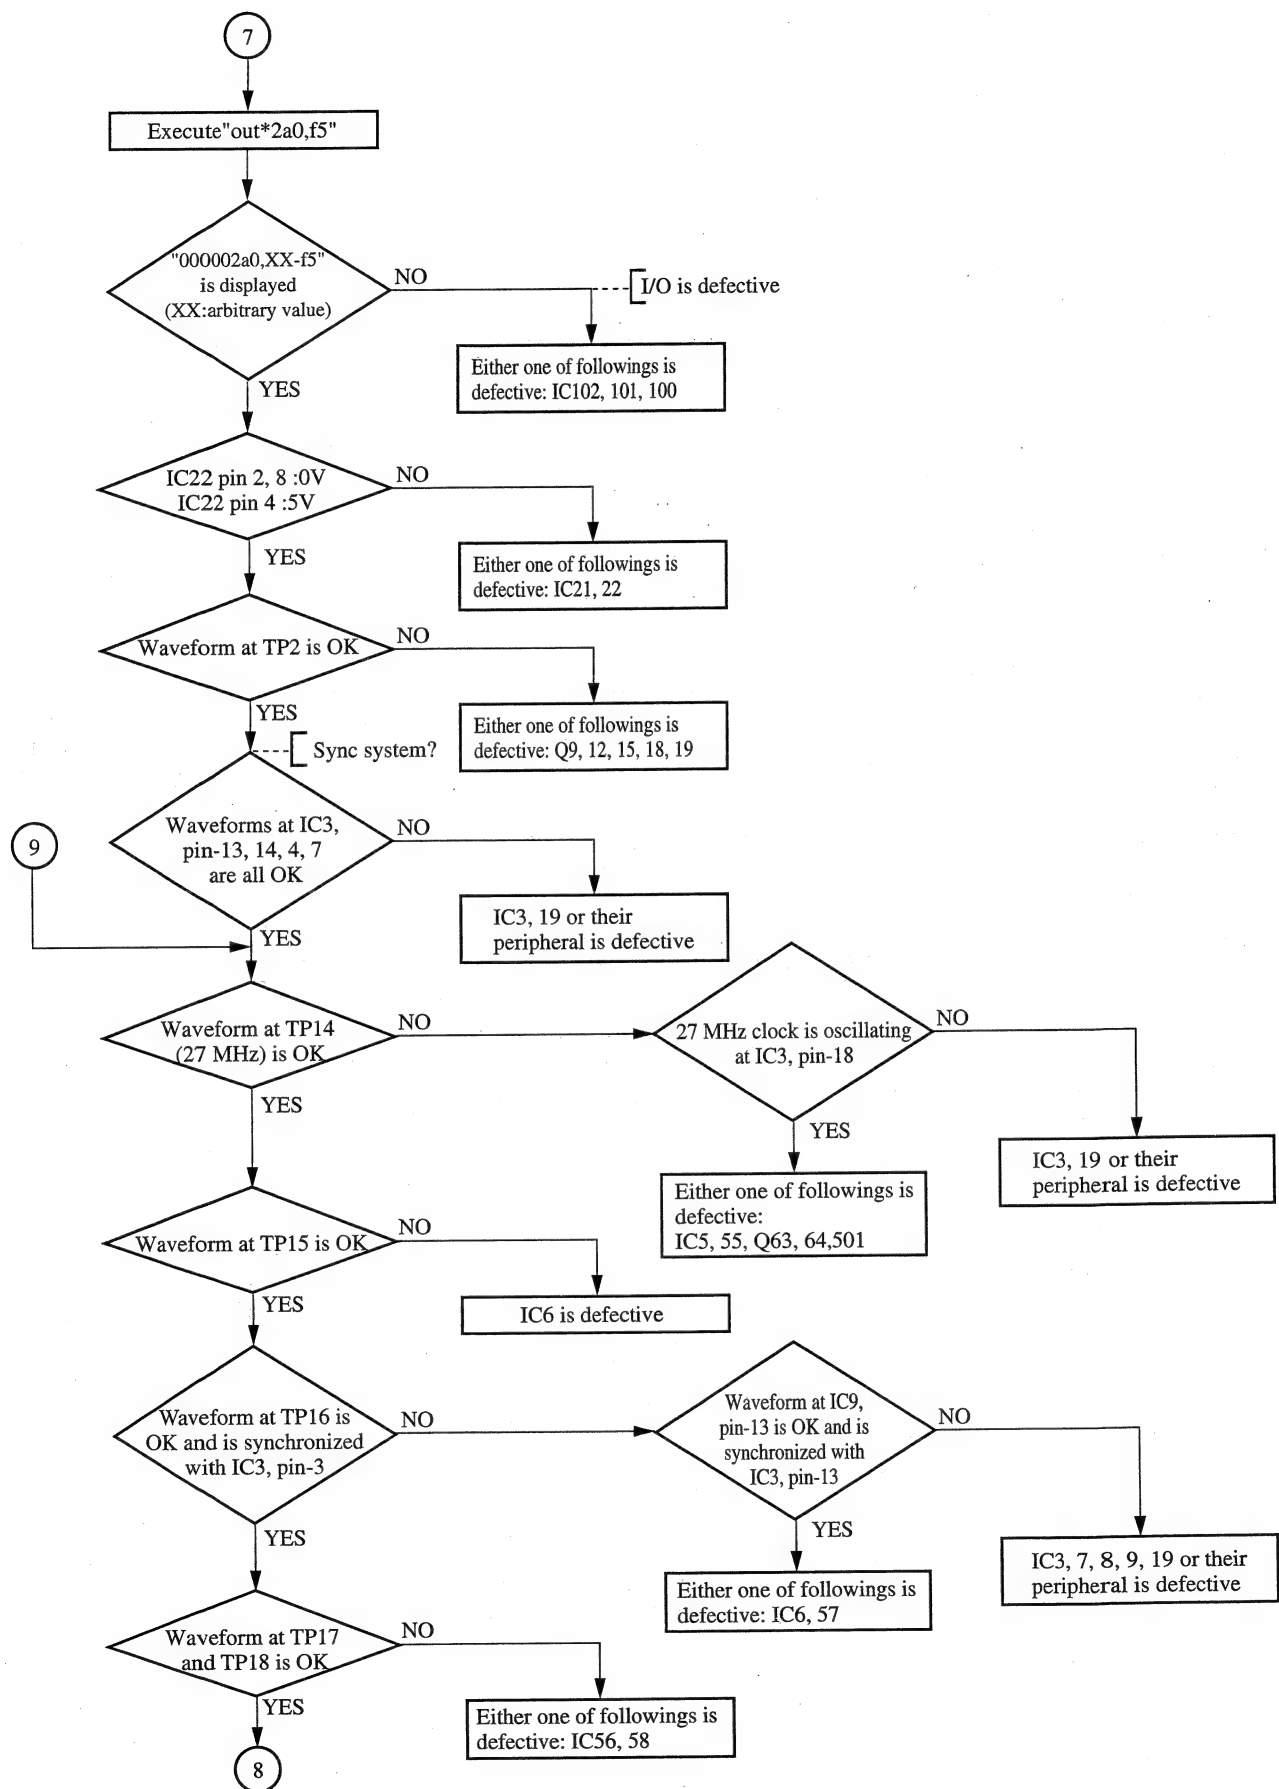 7
Execute"out*2a0,f5"
"000002a0,XX-f5"
is displayed
(XX:arbitrary value)
NO
I/O is defective
Either one of followings is
defective: IC102, 101, 100
YES
IC22 pin 2, 8 :0V
IC22 pin 4 :5V
NO
Either one of followings is
defective: IC21, 22
YES
Waveform at TP2 is OK
NO
Either one of followings is
defective: Q9, 12, 15, 18, 19
YES
Sync system?
Waveforms at IC3,
pin-13, 14, 4, 7
are all OK
NO
IC3, 19 or their
peripheral is defective
9
YES
Waveform at TP14
(27 MHz) is OK
NO
27 MHz clock is oscillating
at IC3, pin-18
NO
IC3, 19 or their
peripheral is defective
YES
Either one of followings is
defective:
IC5, 55, Q63, 64,501
YES
Waveform at TP15 is OK
NO
IC6 is defective
YES
Waveform at TP16 is
OK and is synchronized
with IC3, pin-3
NO
Waveform at IC9,
pin-13 is OK and is
synchronized with
IC3, pin-13
NO
IC3, 7, 8, 9, 19 or their
peripheral is defective
YES
Either one of followings is
defective: IC6, 57
YES
Waveform at TP17
and TP18 is OK
NO
Either one of followings is
defective: IC56, 58
YES
8